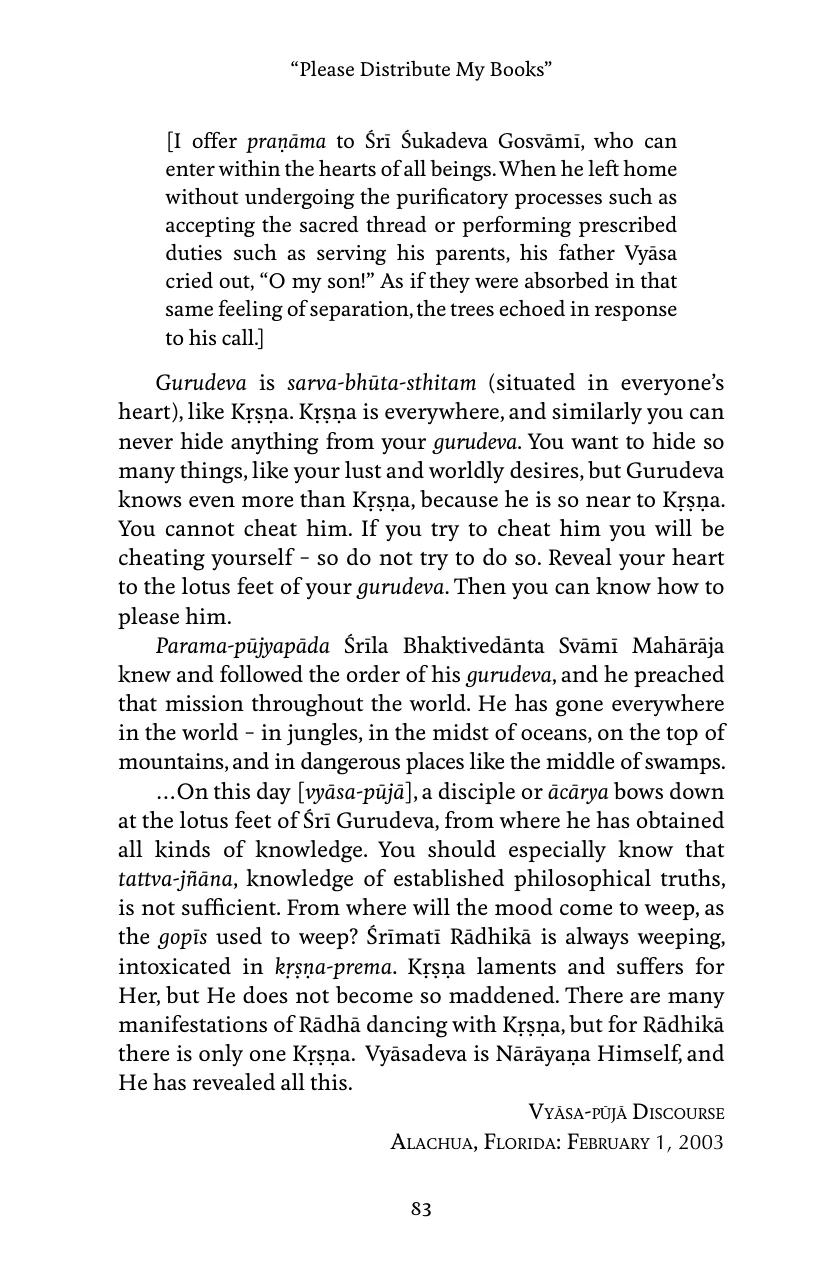 “Please Distribute My Books”
[I offer praṇāma to Śrī Śukadeva Gosvāmī, who can
enter within the hearts of all beings. When he left home
without undergoing the purificatory processes such as
accepting the sacred thread or performing prescribed
duties such as serving his parents, his father Vyāsa
cried out, “O my son!” As if they were absorbed in that
same feeling of separation, the trees echoed in response
to his call.]
Gurudeva is sarva-bhūta-sthitam (situated in everyone’s
heart), like Kṛṣṇa. Kṛṣṇa is everywhere, and similarly you can
never hide anything from your gurudeva. You want to hide so
many things, like your lust and worldly desires, but Gurudeva
knows even more than Kṛṣṇa, because he is so near to Kṛṣṇa.
You cannot cheat him. If you try to cheat him you will be
cheating yourself – so do not try to do so. Reveal your heart
to the lotus feet of your gurudeva. Then you can know how to
please him.
Parama-pūjyapāda Śrīla Bhaktivedānta Svāmī Mahārāja
knew and followed the order of his gurudeva, and he preached
that mission throughout the world. He has gone everywhere
in the world – in jungles, in the midst of oceans, on the top of
mountains, and in dangerous places like the middle of swamps.
…On this day [vyāsa-pūjā], a disciple or ācārya bows down
at the lotus feet of Śrī Gurudeva, from where he has obtained
all kinds of knowledge. You should especially know that
tattva-jñāna, knowledge of established philosophical truths,
is not sufficient. From where will the mood come to weep, as
the gopīs used to weep? Śrīmatī Rādhikā is always weeping,
intoxicated in kṛṣṇa-prema. Kṛṣṇa laments and suffers for
Her, but He does not become so maddened. There are many
manifestations of Rādhā dancing with Kṛṣṇa, but for Rādhikā
there is only one Kṛṣṇa. Vyāsadeva is Nārāyaṇa Himself, and
He has revealed all this.
Vyāsa-pūjā Discourse
Alachua, Florida: February 1, 2003
83